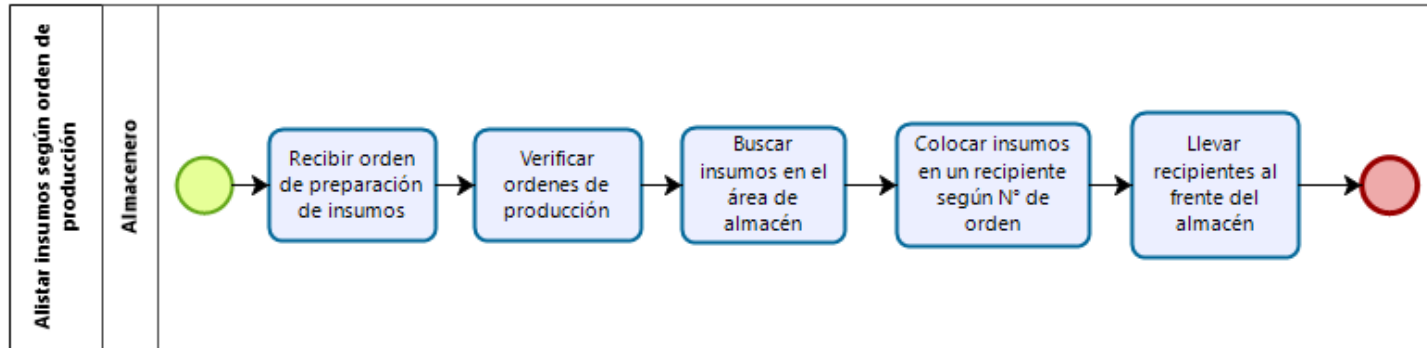 Alistar insumos según orden de
producción
Almacenero
Recibir orden
de preparación
de insumos
Verificar
ordenes de
producción
Buscar
insumos en el
área de
almacén
Colocar insumos
en un recipiente
según N° de
orden
Llevar
recipientes al
frente del
almacén